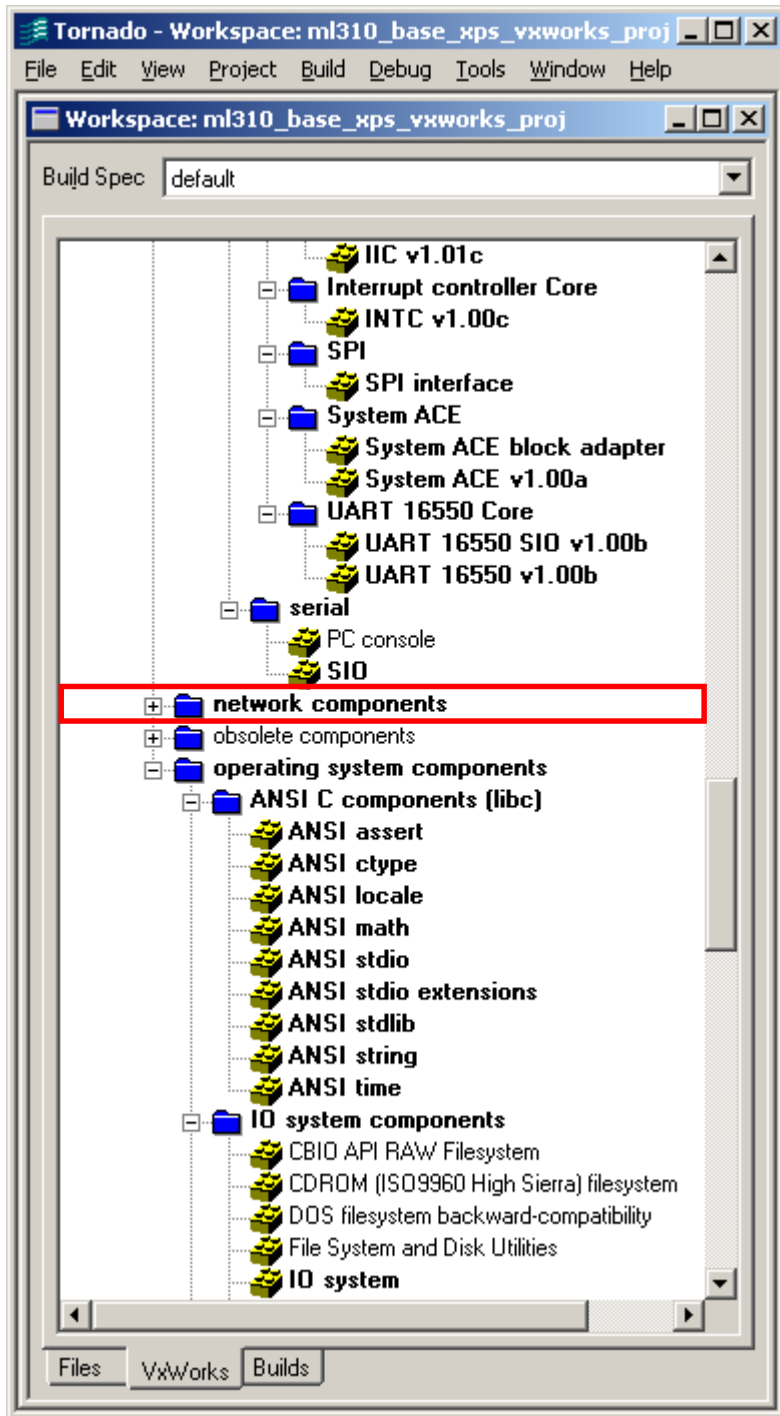 Tornado - Workspace: ml310_base_xps_vxworks_proj
File Edit View Project Build Debug Tools Window Help
Workspace: ml310_base_xps_vxworks_proj
Build Spec default
IIC v1.01c
Interrupt controller Core
INTC v1.00c
SPI
SPI interface
System ACE
System ACE block adapter
System ACE v1.00a
UART 16550 Core
UART 16550 SIO v1.00b
UART 16550 v1.00b
serial
PC console
SIO
network components
obsolete components
operating system components
ANSI C components (libc)
ANSI assert
ANSI ctype
ANSI locale
ANSI math
ANSI stdio
ANSI stdio extensions
ANSI stdlib
ANSI string
ANSI time
IO system components
CBIO API RAW Filesystem
CDROM (ISO9960 High Sierra) filesystem
DOS filesystem backward-compatibility
File System and Disk Utilities
IO system
Files VxWorks Builds